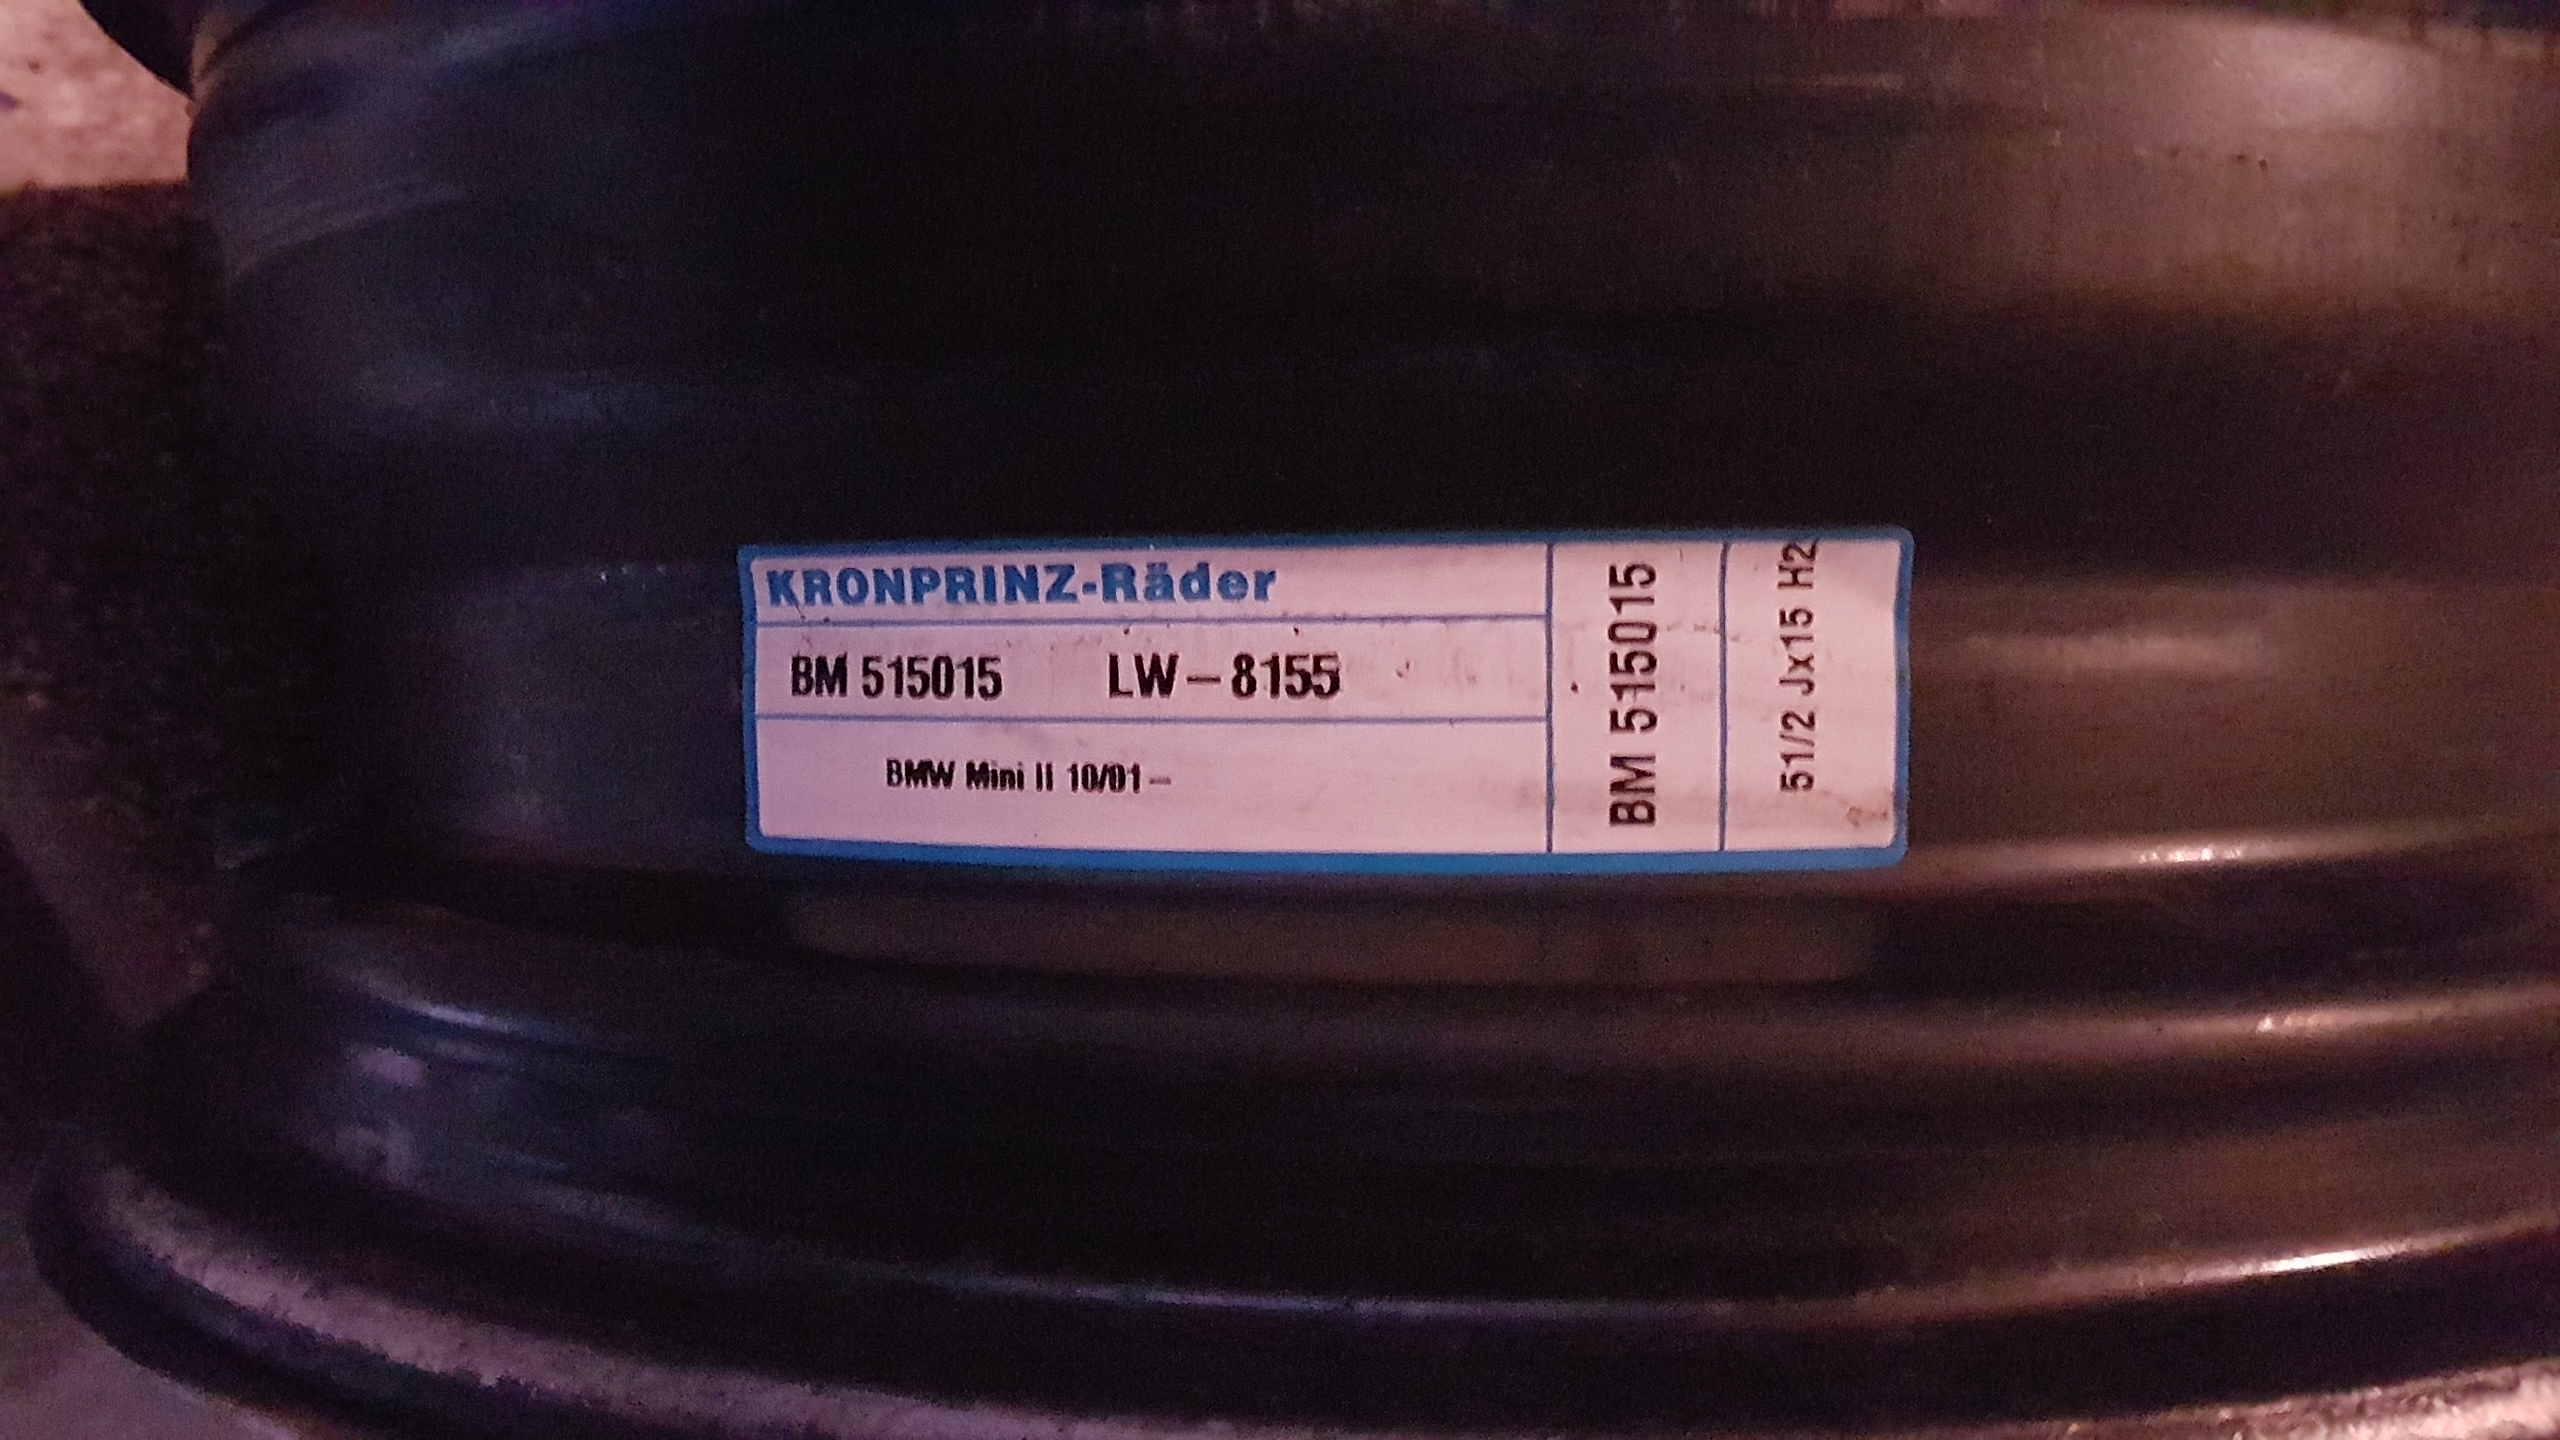 KRONPRINZ-Räder
BM 515015 LW-8155
BMW Mini II 10/01-
BM 515015
51/2 Jx15 H2